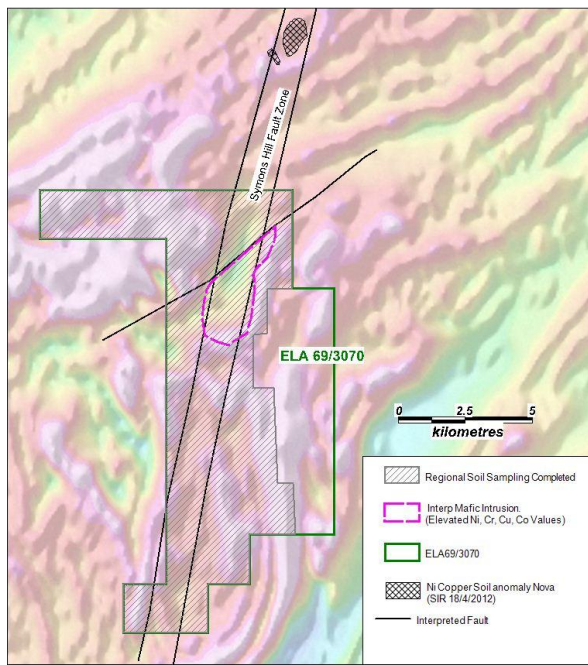 Symons Hill Fault Zone
ELA 69/3070
0 2.5 5
kilometres
Regional Soil Sampling Completed
Interp Mafic Intrusion.
(Elevated Ni, Cr, Cu, Co Values)
ELA69/3070
Ni Copper Soil anomaly Nova
(SIR 18/4/2012)
Interpreted Fault